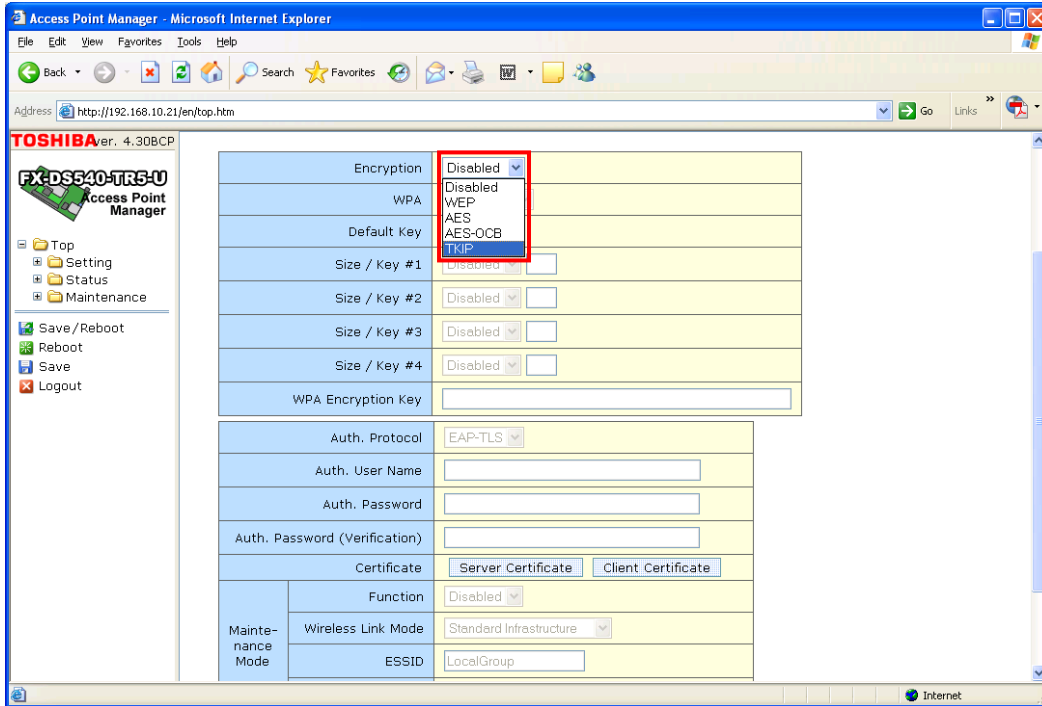 Access Point Manager - Microsoft Internet Explorer
File Edit View Favorites Tools Help
Back Search Favorites
Address http://192.168.10.21/en/top.htm Go Links »
TOSHIBA ver. 4.30BCP
FX-DS540-TR5-U
Access Point
Manager
Top
Setting
Status
Maintenance
Save/Reboot
Reboot
Save
Logout
Encryption Disabled
Disabled
WEP
AES
AES-OCB
TKIP
WPA
Default Key
Size / Key #1 Disabled
Size / Key #2 Disabled
Size / Key #3 Disabled
Size / Key #4 Disabled
WPA Encryption Key
Auth. Protocol EAP-TLS
Auth. User Name
Auth. Password
Auth. Password (Verification)
Certificate Server Certificate Client Certificate
Mainte-
nance
Mode
Function Disabled
Wireless Link Mode Standard Infrastructure
ESSID LocalGroup
Internet